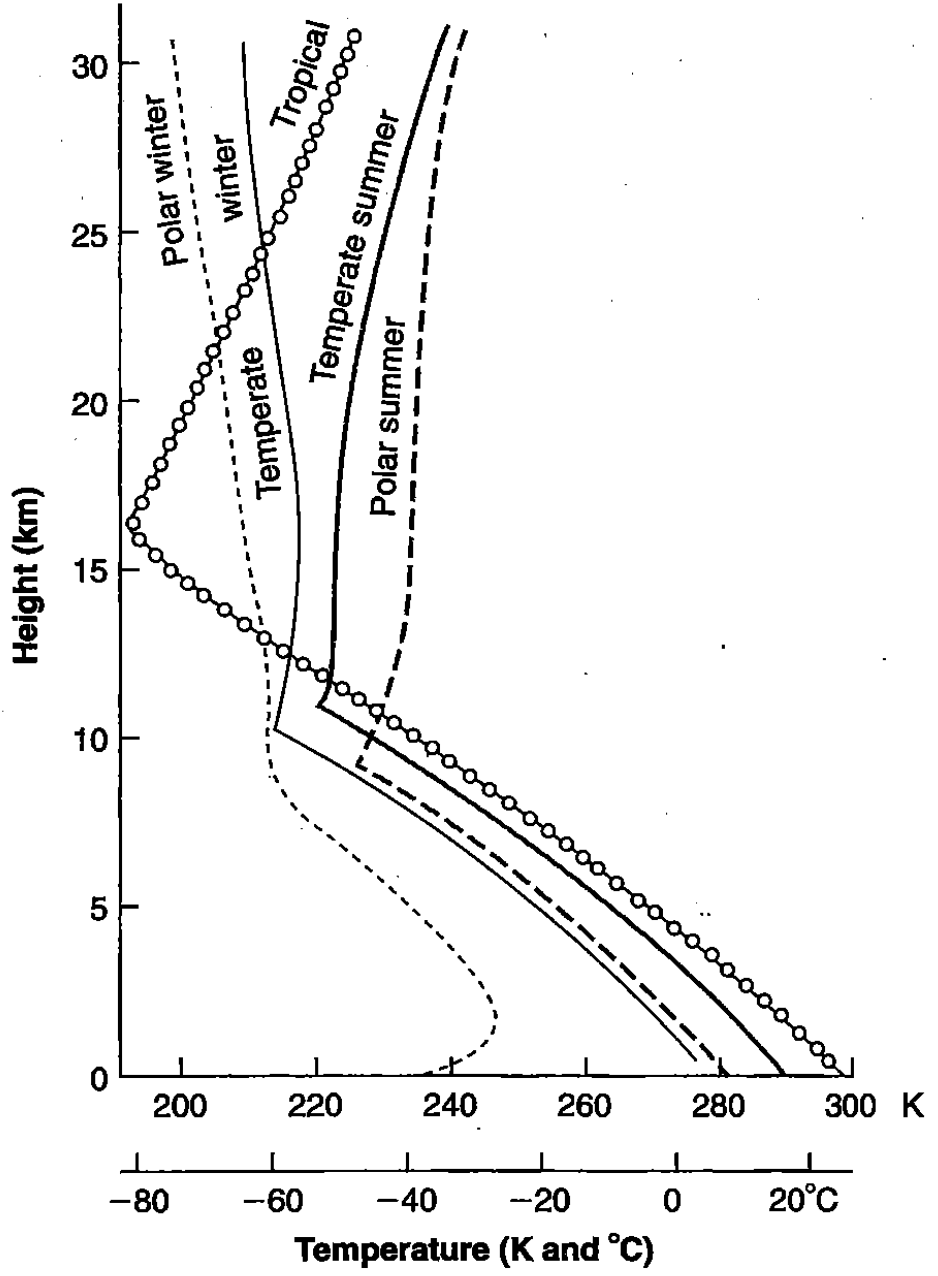 30
25
20
15
10
5
0
Height (km)
Polar winter
Temperate winter
Tropical
Temperate summer
Polar summer
200 220 240 260 280 300 K
−80 −60 −40 −20 0 20°C
Temperature (K and °C)